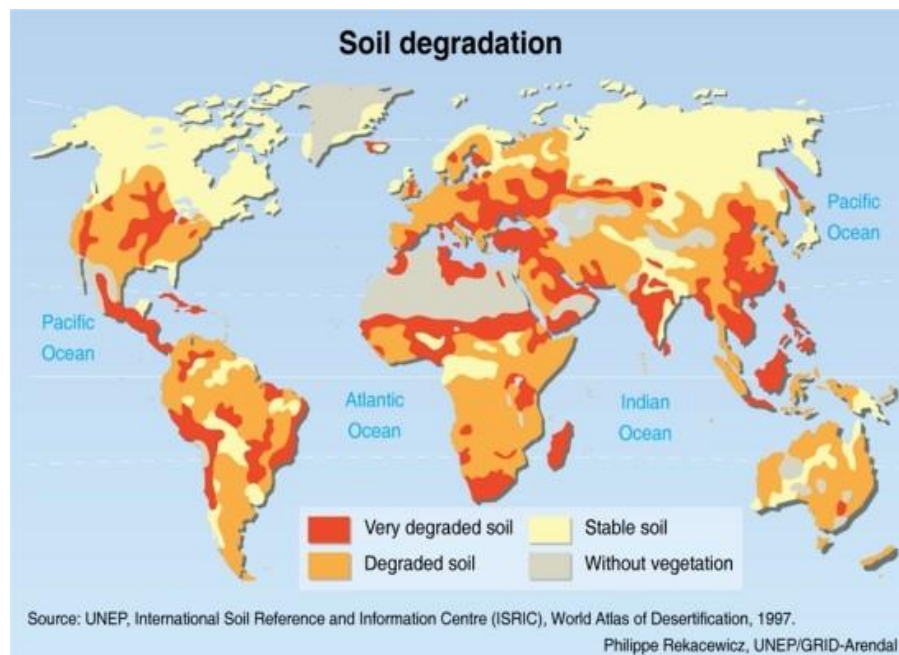 Soil degradation
Pacific
Ocean
Pacific
Ocean
Atlantic
Ocean
Indian
Ocean
Very degraded soil
Stable soil
Degraded soil
Without vegetation
Source: UNEP, International Soil Reference and Information Centre (ISRIC), World Atlas of Desertification, 1997.
Philippe Rekacewicz, UNEP/GRID-Arendal